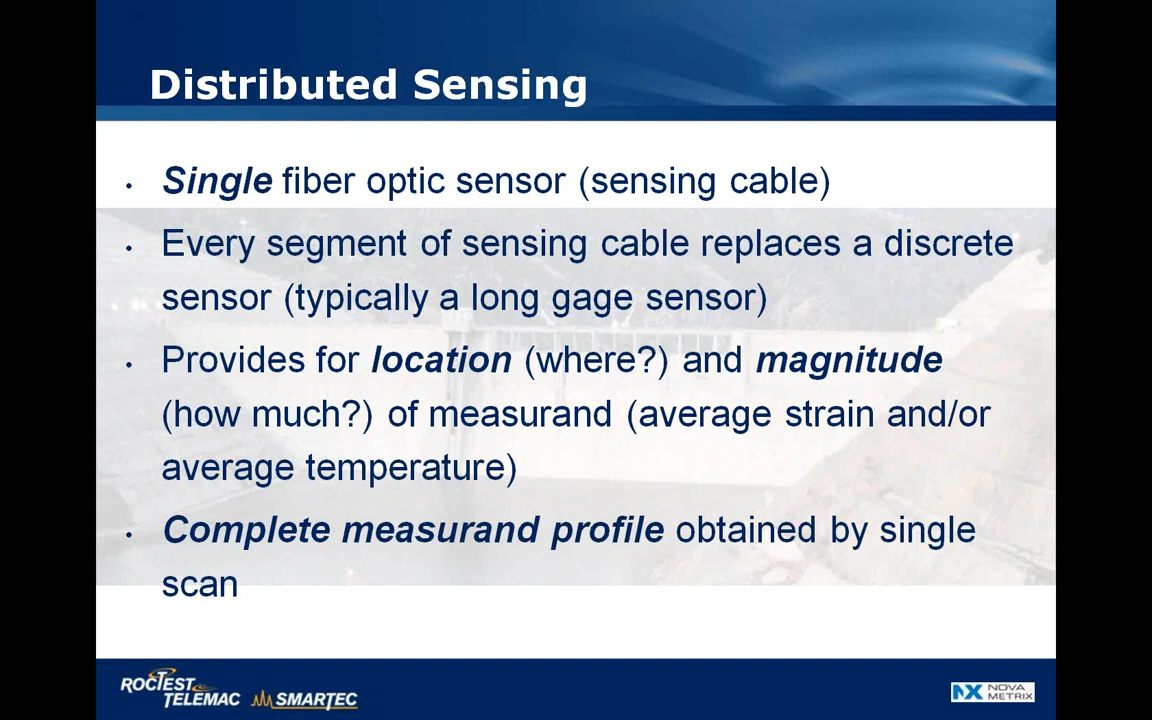 Distributed Sensing
• Single fiber optic sensor (sensing cable)
• Every segment of sensing cable replaces a discrete
sensor (typically a long gage sensor)
• Provides for location (where?) and magnitude
(how much?) of measurand (average strain and/or
average temperature)
• Complete measurand profile obtained by single
scan
ROCTEST
TELEMAC
SMARTEC
NX NOVA
METRIX